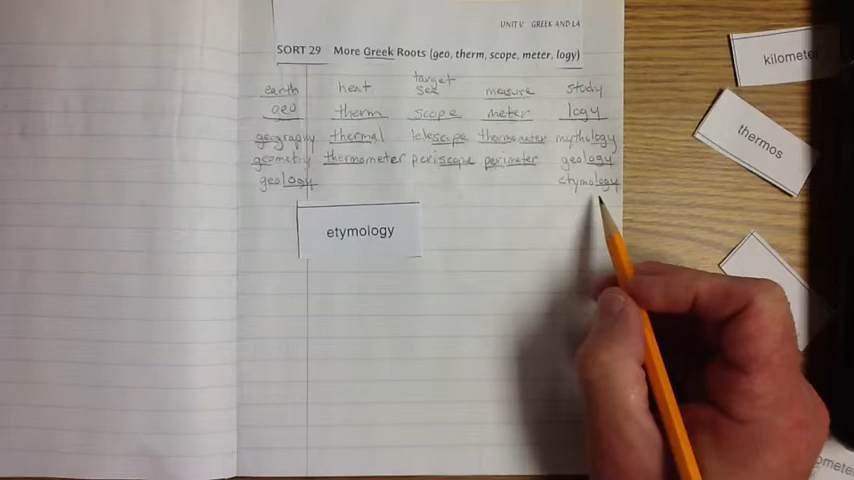 UNIT V GREEK AND LA
SORT 29 More Greek Roots (geo, therm, scope, meter, logy)
earth heat target see measure study
geo therm scope meter logy
geography thermal telescope thermometer mythology
geometry thermometer periscope perimeter geology
geology etymology
etymology
kilometer
thermos
ometer